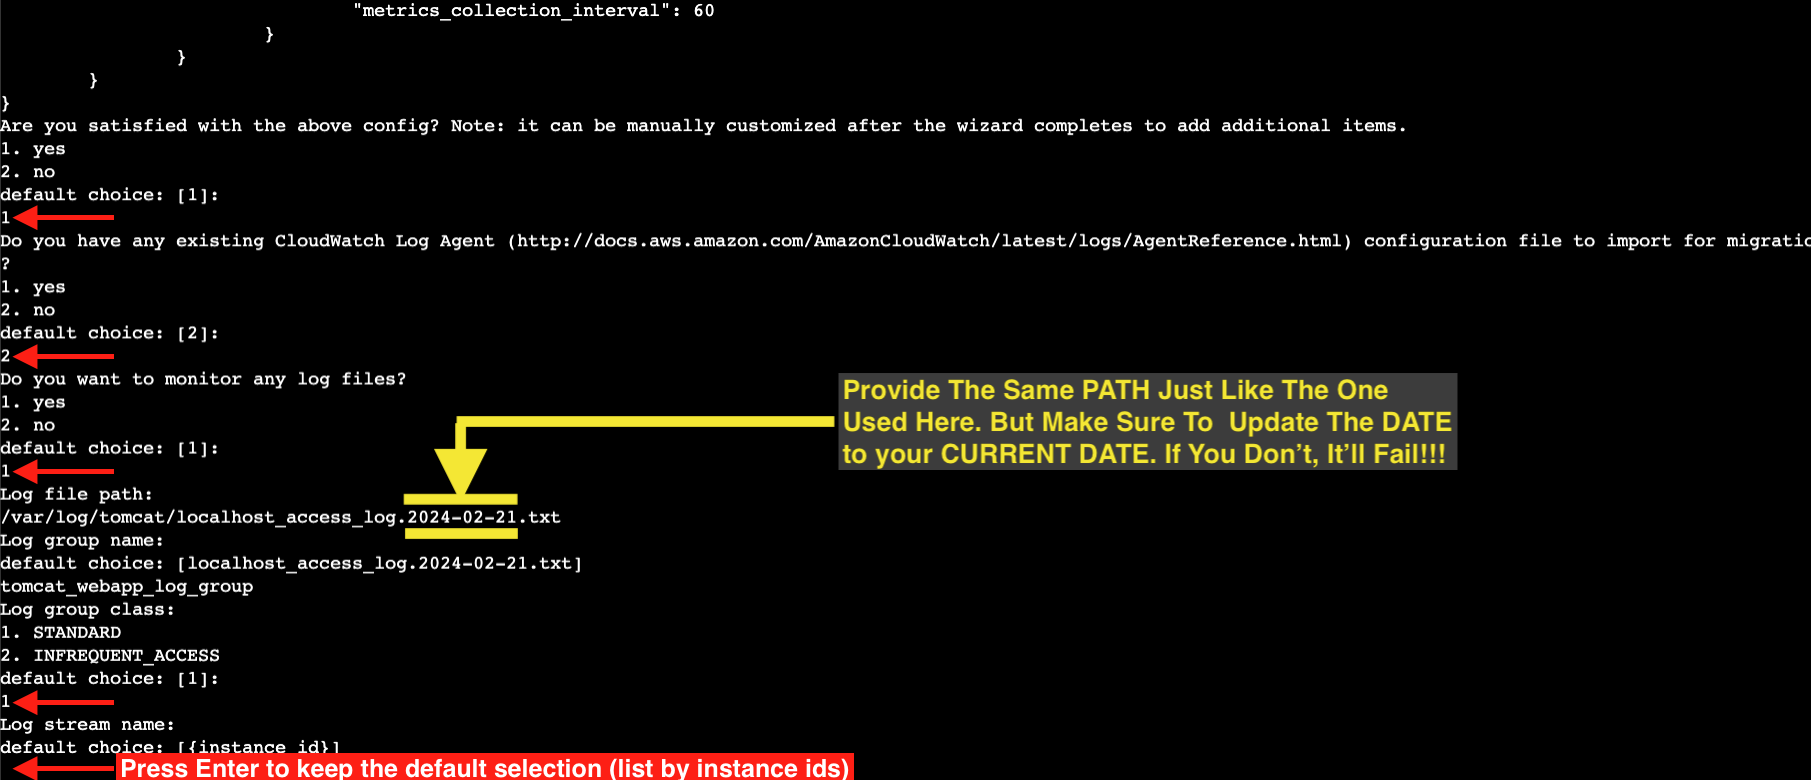 "metrics_collection_interval": 60
}
}
}
}
Are you satisfied with the above config? Note: it can be manually customized after the wizard completes to add additional items.
1. yes
2. no
default choice: [1]:
1
Do you have any existing CloudWatch Log Agent (http://docs.aws.amazon.com/AmazonCloudWatch/latest/logs/AgentReference.html) configuration file to import for migratio
?
1. yes
2. no
default choice: [2]:
2
Do you want to monitor any log files?
1. yes
2. no
default choice: [1]:
1
Provide The Same PATH Just Like The One
Used Here. But Make Sure To Update The DATE
to your CURRENT DATE. If You Don't, It'll Fail!!!
Log file path:
/var/log/tomcat/localhost_access_log.2024-02-21.txt
Log group name:
default choice: [localhost_access_log.2024-02-21.txt]
tomcat_webapp_log_group
Log group class:
1. STANDARD
2. INFREQUENT_ACCESS
default choice: [1]:
1
Log stream name:
default choice: [{instance_id}]
Press Enter to keep the default selection (list by instance ids)